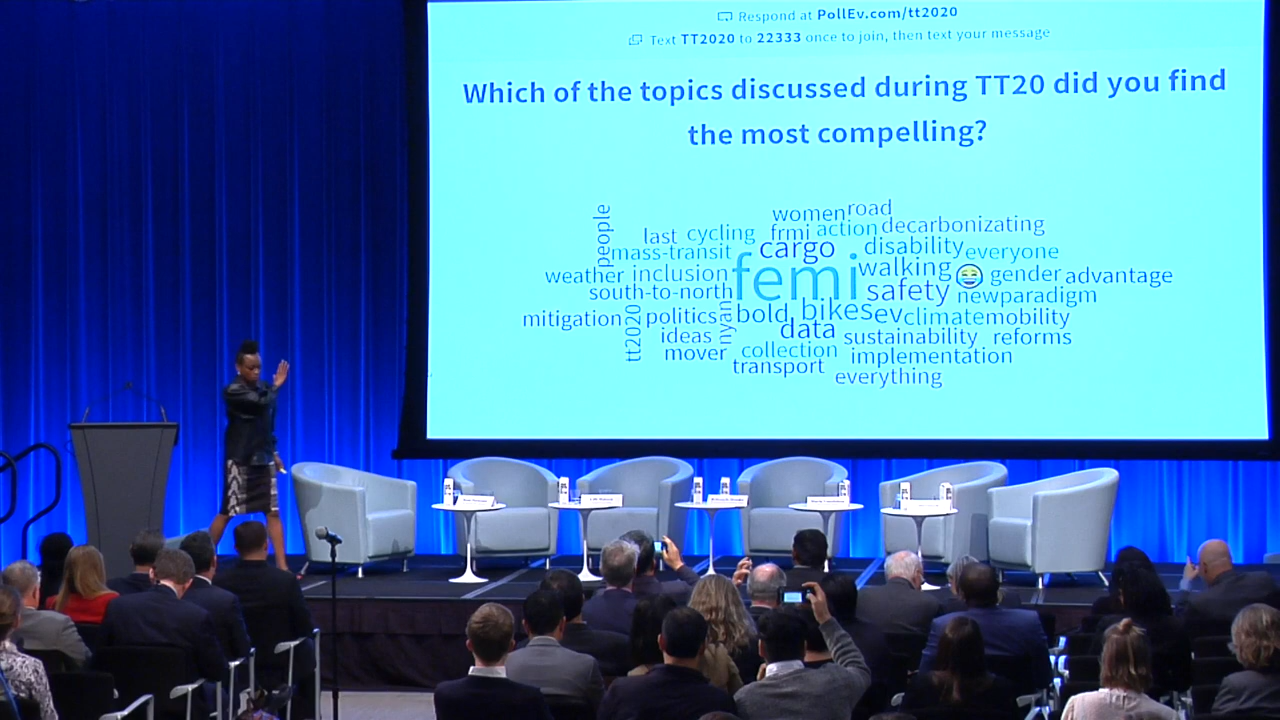 Respond at PollEv.com/tt2020
Text TT2020 to 22333 once to join, then text your message
Which of the topics discussed during TT20 did you find
the most compelling?
people
women road
last cycling frmi action decarbonizating
mass-transit cargo disability everyone
weather inclusion femi walking gender advantage
south-to-north safety newparadigm
mitigation tt2020 politics nyan bold bikes ev climate mobility
ideas data sustainability reforms
mover collection implementation
transport everything